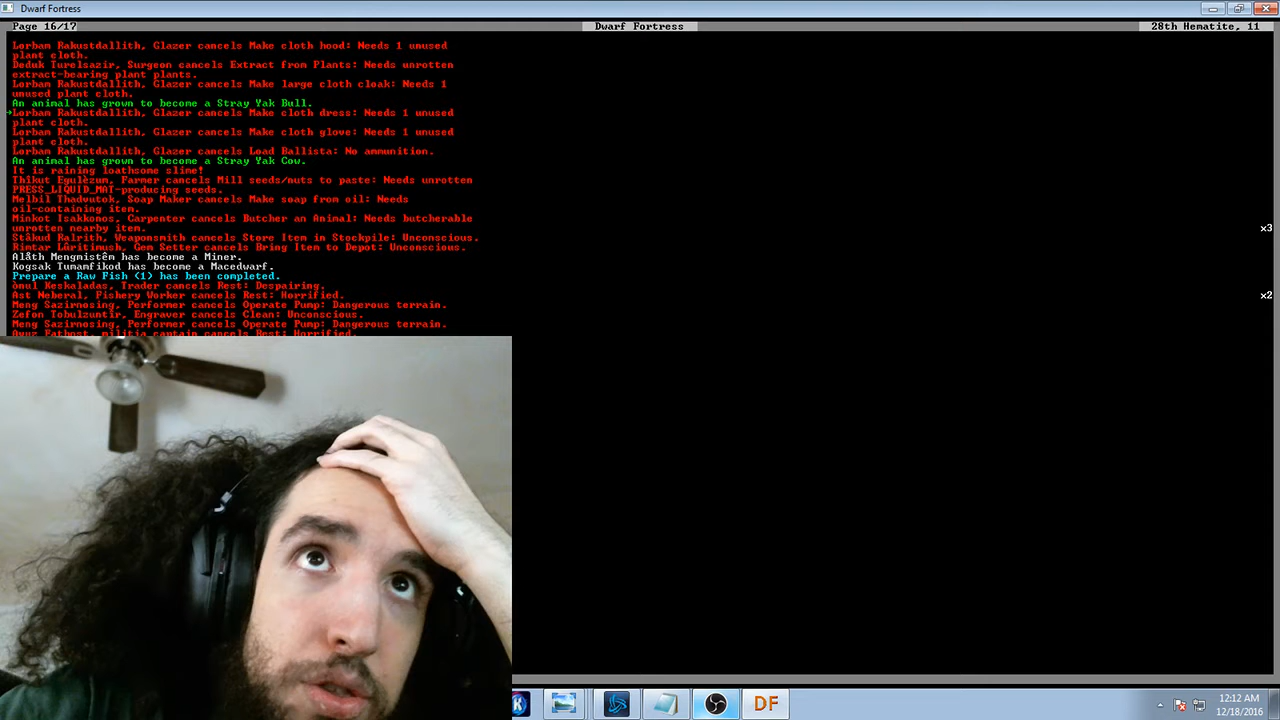 Dwarf Fortress
Page 16/17
Dwarf Fortress
28th Hematite, 11
Lorbam Rakustdallith, Glazer cancels Make cloth hood: Needs 1 unused
plant cloth.
Deduk Turelsazir, Surgeon cancels Extract from Plants: Needs unrotten
extract-bearing plant plants.
Lorbam Rakustdallith, Glazer cancels Make large cloth cloak: Needs 1
unused plant cloth.
An animal has grown to become a Stray Yak Bull.
Lorbam Rakustdallith, Glazer cancels Make cloth dress: Needs 1 unused
plant cloth.
Lorbam Rakustdallith, Glazer cancels Make cloth glove: Needs 1 unused
plant cloth.
Lorbam Rakustdallith, Glazer cancels Load Ballista: No ammunition.
An animal has grown to become a Stray Yak Cow.
It is raining loathsome slime!
Thikut Egulèzum, Farmer cancels Mill seeds/nuts to paste: Needs unrotten
PRESS_LIQUID_MAT-producing seeds.
Melbil Thadvutok, Soap Maker cancels Make soap from oil: Needs
oil-containing item.
Minkot Isakkonos, Carpenter cancels Butcher an Animal: Needs butcherable
unrotten nearby item.
x3
Stâkud Ralrith, Weaponsmith cancels Store Item in Stockpile: Unconscious.
Rimtar Lûritimush, Gem Setter cancels Bring Item to Depot: Unconscious.
Alåth Mengmistêm has become a Miner.
Kogsak Tumamfikod has become a Macedwarf.
Prepare a Raw Fish (1) has been completed.
Keskaladas, Trader cancels Rest: Despairing.
Ast Neberal, Fishery Worker cancels Rest: Horrified.
x2
Meng Sazirnosing, Performer cancels Operate Pump: Dangerous terrain.
Zefon Tobulzuntîr, Engraver cancels Clean: Unconscious.
Meng Sazirnosing, Performer cancels Operate Pump: Dangerous terrain.
militia captain cancels Rest: Horrified.
K
DF
12:12 AM
12/18/2016